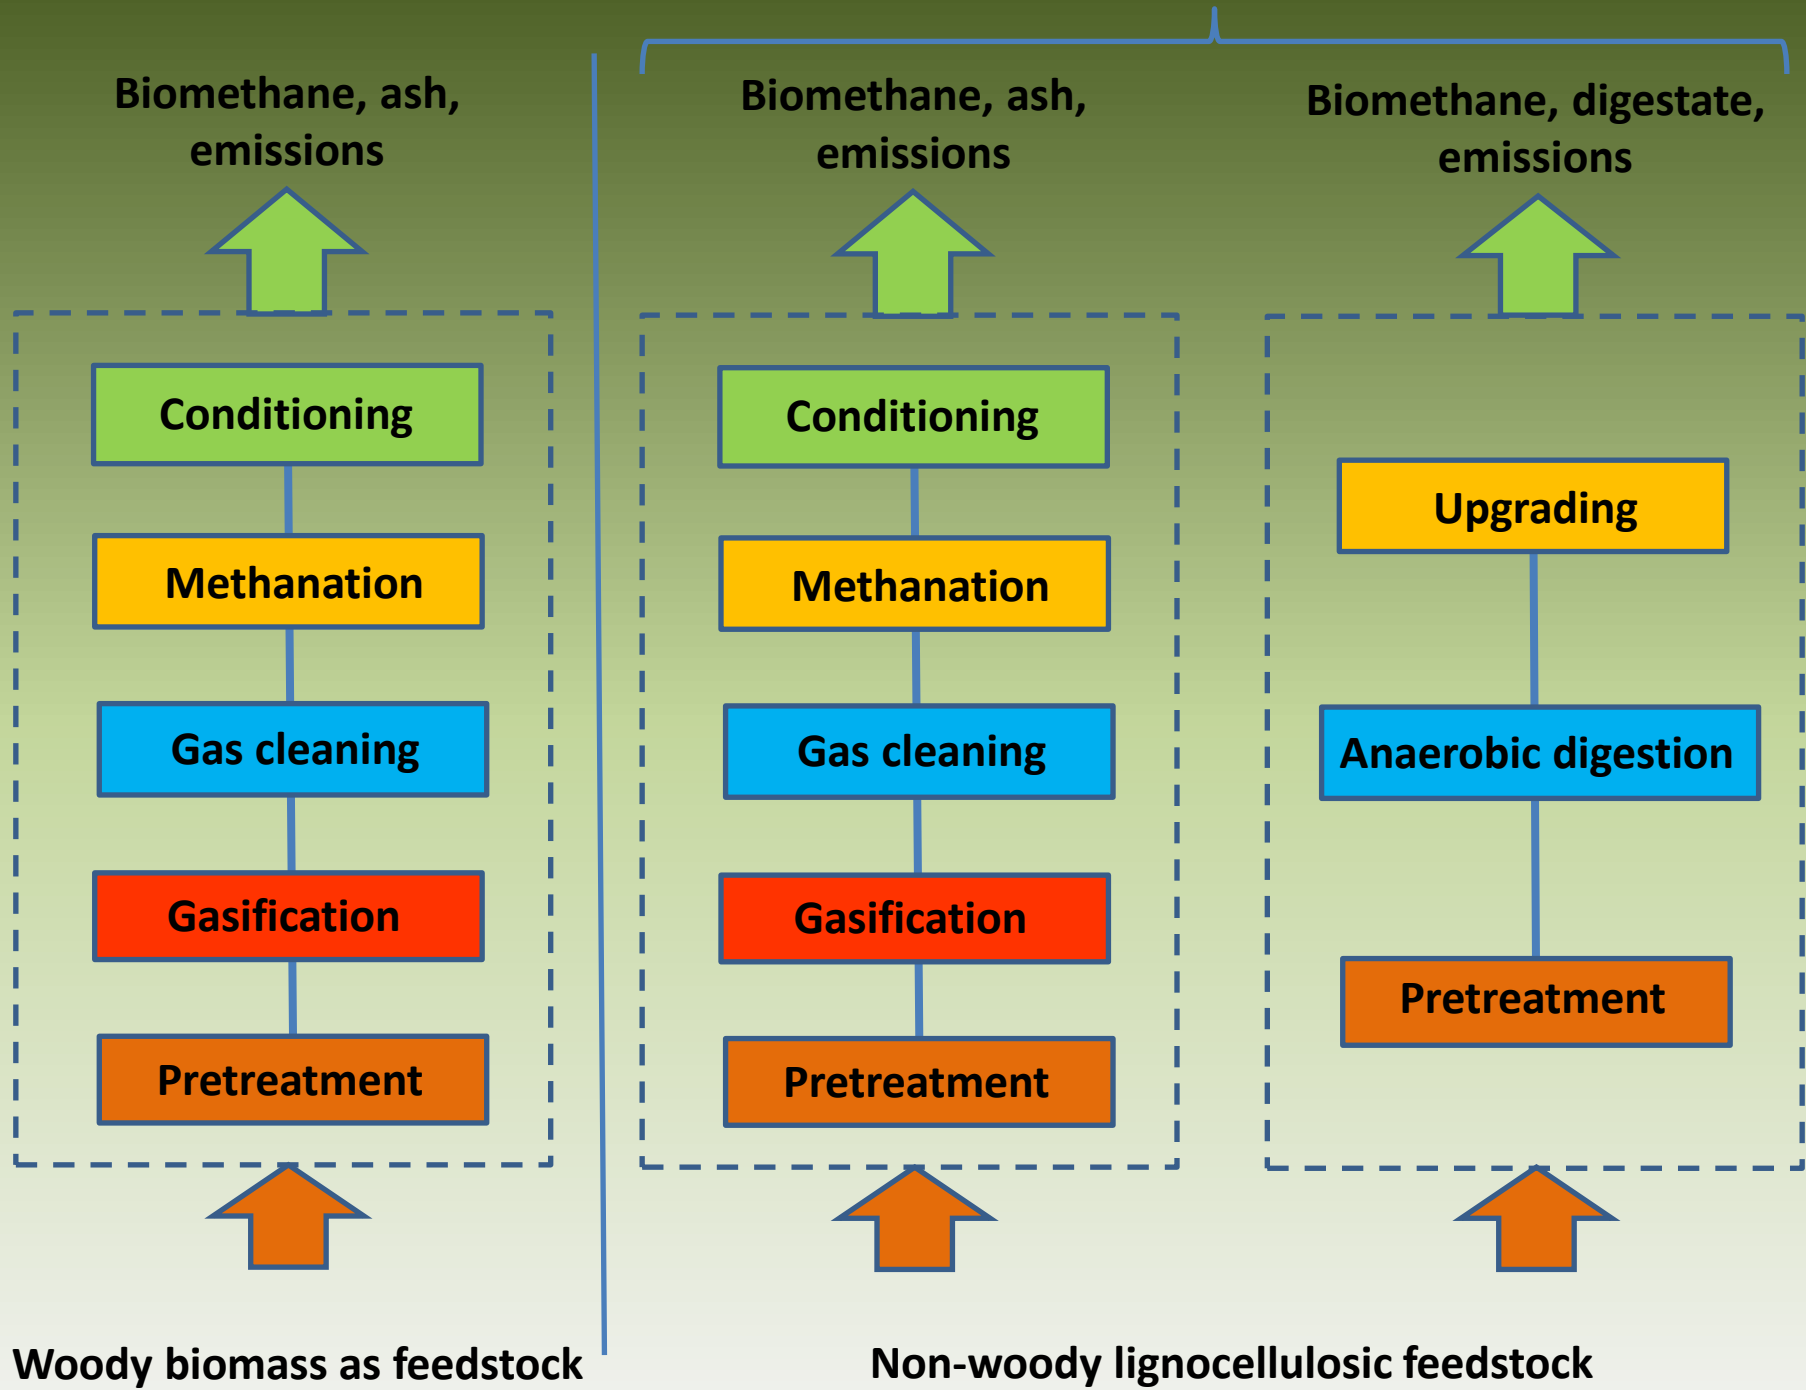 Biomethane, ash,
emissions
Conditioning
Methanation
Gas cleaning
Gasification
Pretreatment
Woody biomass as feedstock
Biomethane, ash,
emissions
Conditioning
Methanation
Gas cleaning
Gasification
Pretreatment
Biomethane, digestate,
emissions
Upgrading
Anaerobic digestion
Pretreatment
Non-woody lignocellulosic feedstock